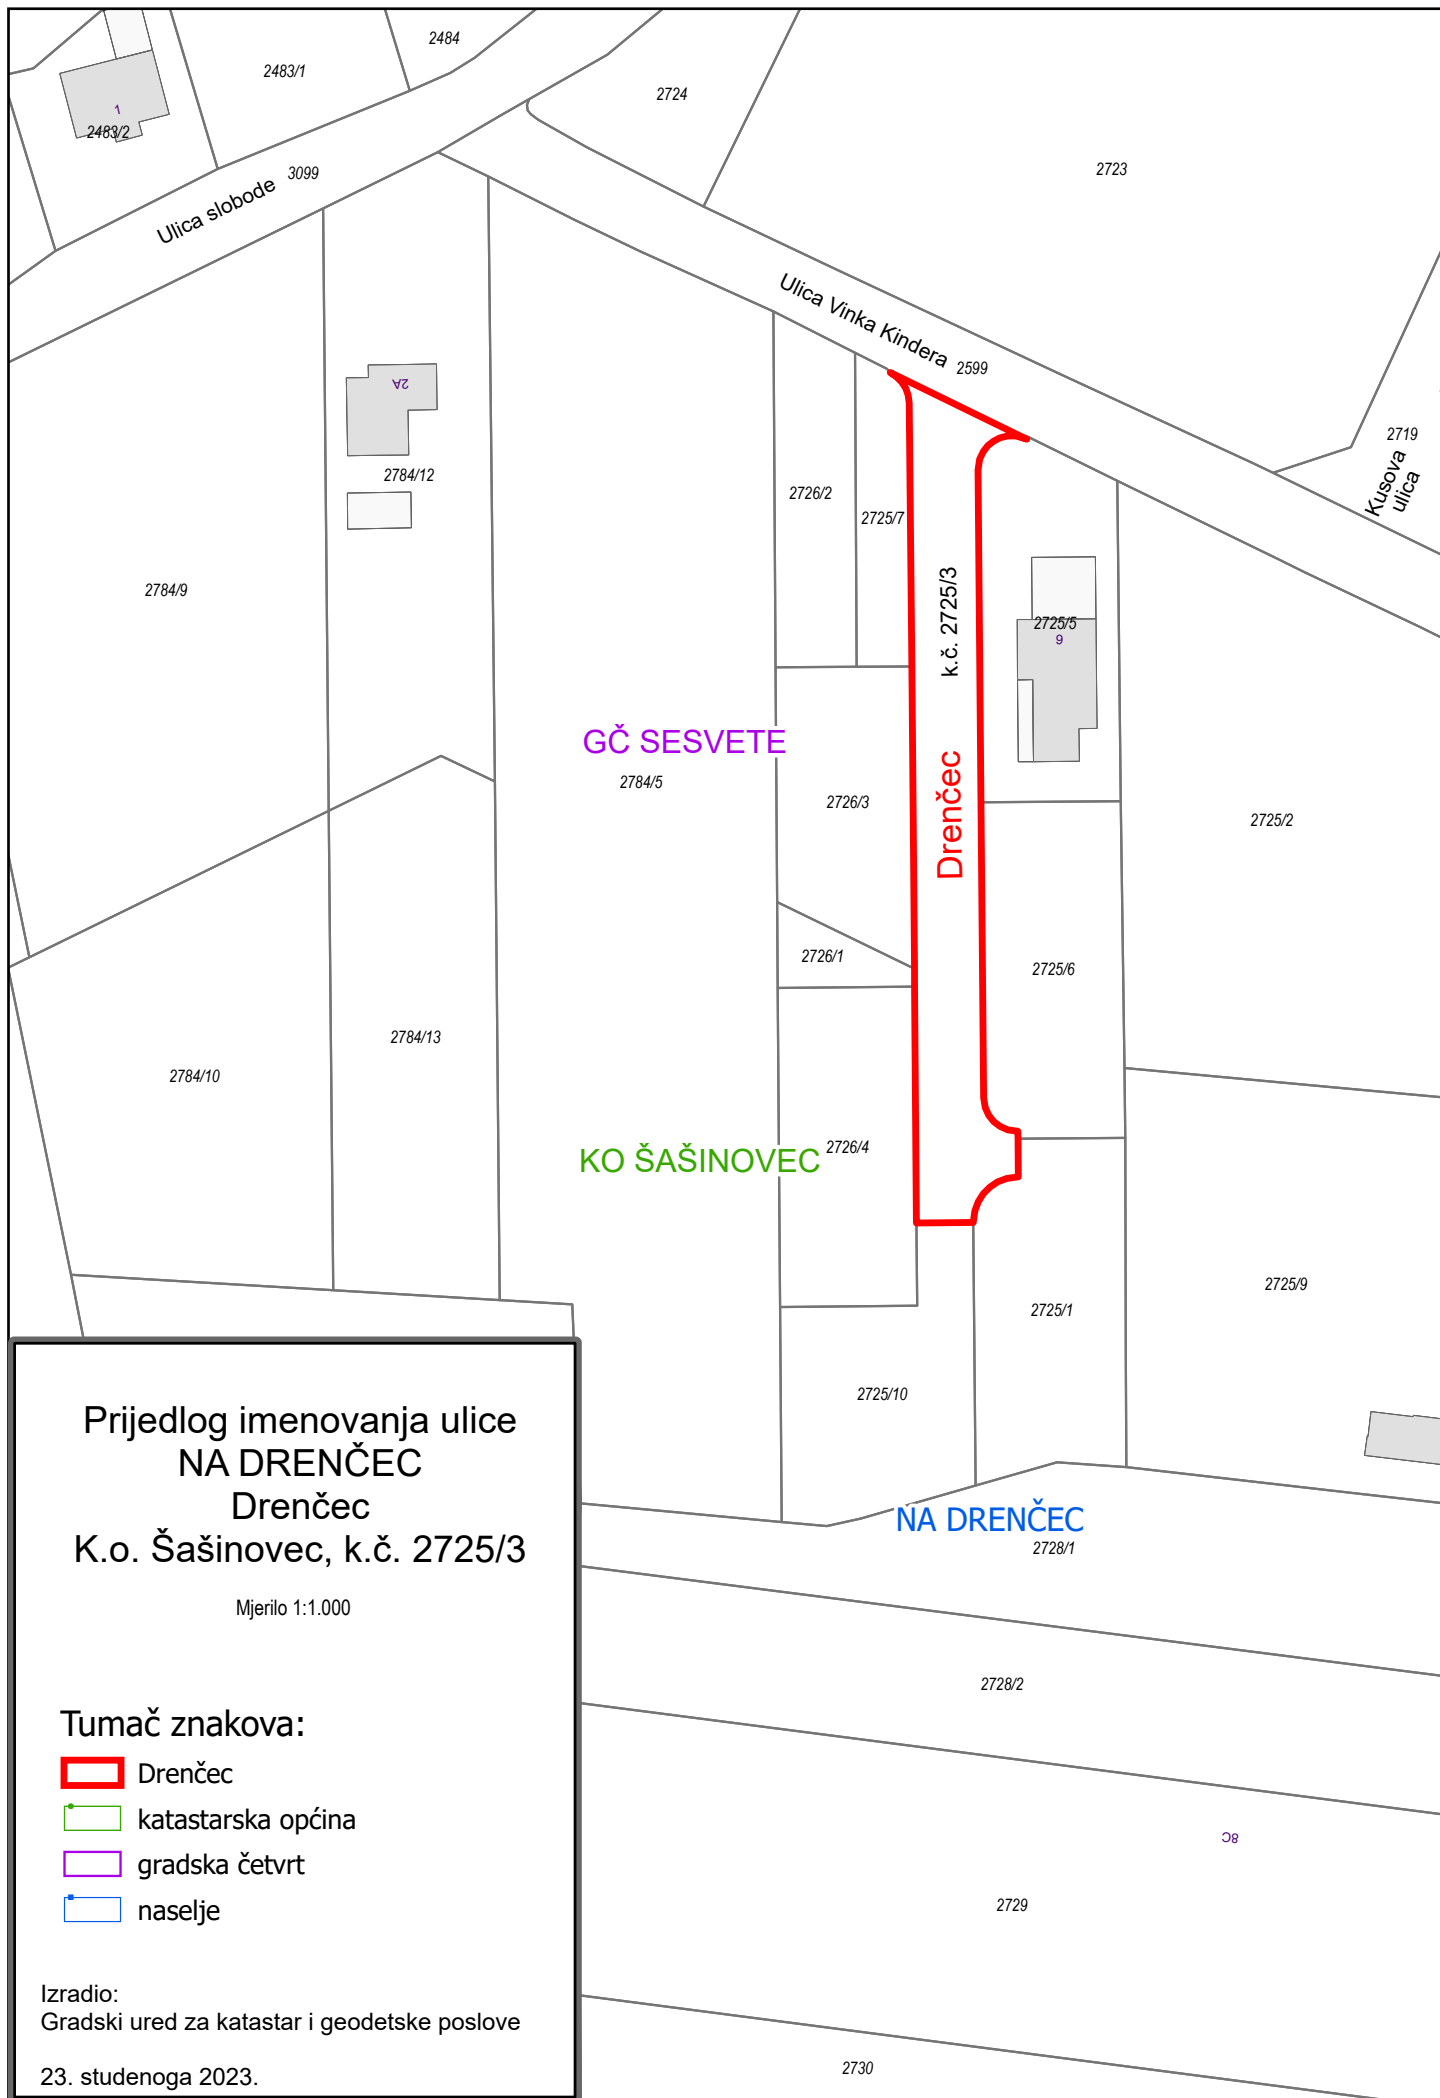 2484
2483/1
2724
1
2483/2
2723
3099
Ulica slobode
Ulica Vinka Kindera
2599
2A
2719
Kusova
ulica
2784/12
2726/2
2725/7
2784/9
k.č. 2725/3
2725/5
9
GČ SESVETE
2784/5
2726/3
Drenčec
2725/2
2726/1
2725/6
2784/13
2784/10
KO ŠAŠINOVEC
2726/4
2725/9
2725/1
2725/10
NA DRENČEC
2728/1
2728/2
8C
2729
2730
Prijedlog imenovanja ulice
NA DRENČEC
Drenčec
K.o. Šašinovec, k.č. 2725/3
Mjerilo 1:1.000
Tumač znakova:
Drenčec
katastarska općina
gradska četvrt
naselje
Izradio:
Gradski ured za katastar i geodetske poslove
23. studenoga 2023.